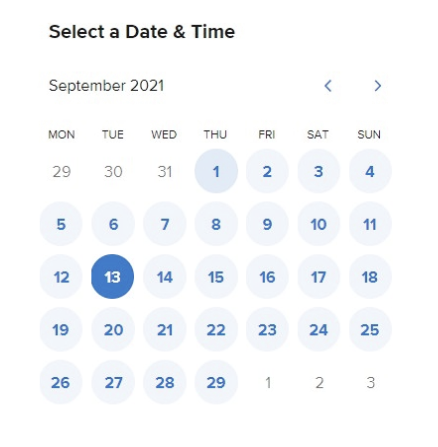 Select a Date & Time
September 2021
MON TUE WED THU FRI SAT SUN
29 30 31 1 2 3 4
5 6 7 8 9 10 11
12 13 14 15 16 17 18
19 20 21 22 23 24 25
26 27 28 29 1 2 3